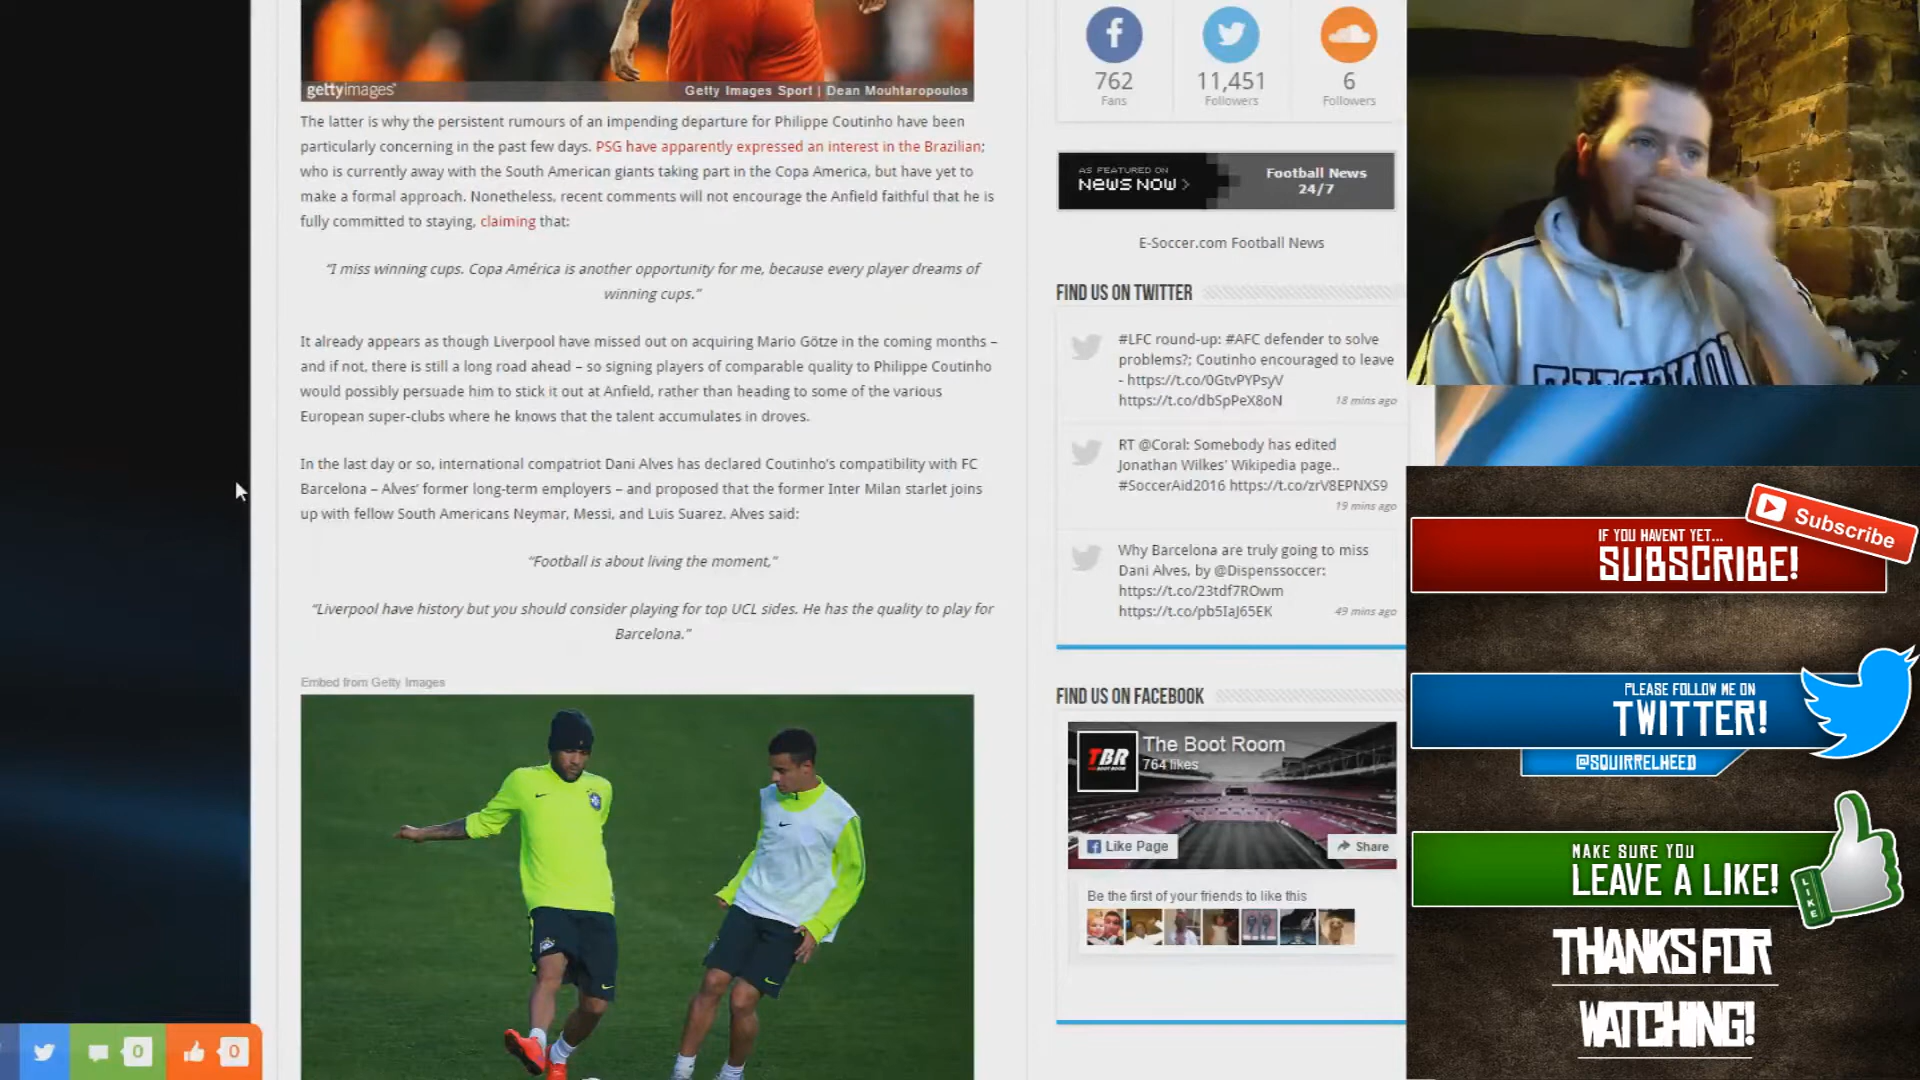 gettyimages®
Getty Images Sport | Dean Mouhtaropoulos
The latter is why the persistent rumours of an impending departure for Philippe Coutinho have been
particularly concerning in the past few days. PSG have apparently expressed an interest in the Brazilian;
who is currently away with the South American giants taking part in the Copa America, but have yet to
make a formal approach. Nonetheless, recent comments will not encourage the Anfield faithful that he is
fully committed to staying, claiming that:
“I miss winning cups. Copa América is another opportunity for me, because every player dreams of
winning cups.”
It already appears as though Liverpool have missed out on acquiring Mario Götze in the coming months –
and if not, there is still a long road ahead – so signing players of comparable quality to Philippe Coutinho
would possibly persuade him to stick it out at Anfield, rather than heading to some of the various
European super-clubs where he knows that the talent accumulates in droves.
In the last day or so, international compatriot Dani Alves has declared Coutinho’s compatibility with FC
Barcelona – Alves’ former long-term employers – and proposed that the former Inter Milan starlet joins
up with fellow South Americans Neymar, Messi, and Luis Suarez. Alves said:
“Football is about living the moment,”
“Liverpool have history but you should consider playing for top UCL sides. He has the quality to play for
Barcelona.”
Embed from Getty Images
0
0
762
Fans
11,451
Followers
6
Followers
AS FEATURED ON
NEWS NOW >
Football News
24/7
E-Soccer.com Football News
FIND US ON TWITTER
#LFC round-up: #AFC defender to solve
problems?; Coutinho encouraged to leave
- https://t.co/0GtvPYPsyV
https://t.co/dbSpPeX8oN
18 mins ago
RT @Coral: Somebody has edited
Jonathan Wilkes’ Wikipedia page..
#SoccerAid2016 https://t.co/zrV8EPNXS9
19 mins ago
Why Barcelona are truly going to miss
Dani Alves, by @Dispenssoccer:
https://t.co/23tdf7ROwm
https://t.co/pb5IaJ65EK
49 mins ago
FIND US ON FACEBOOK
TBR
THE BOOT ROOM
The Boot Room
764 likes
Like Page
Share
Be the first of your friends to like this
IF YOU HAVENT YET...
SUBSCRIBE!
Subscribe
PLEASE FOLLOW ME ON
TWITTER!
@SQUIRRELHEED
MAKE SURE YOU
LEAVE A LIKE!
LIKE
THANKS FOR
WATCHING!